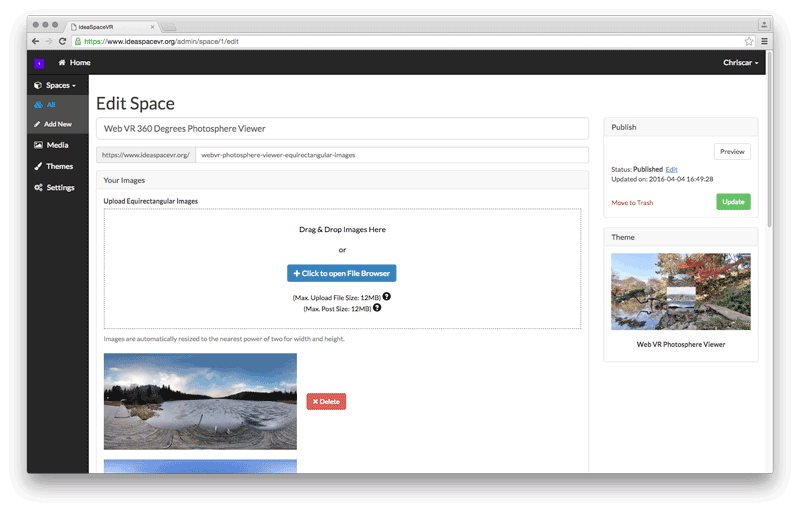 IdeaSpaceVR
https://www.ideaspacevr.org/admin/space/1/edit
Home
Chriscar
Spaces
All
Add New
Media
Themes
Settings
Edit Space
Web VR 360 Degrees Photosphere Viewer
https://www.ideaspacevr.org/ webvr-photosphere-viewer-equirectangular-images
Your Images
Upload Equirectangular Images
Drag & Drop Images Here
or
Click to open File Browser
(Max. Upload File Size: 12MB)
(Max. Post Size: 12MB)
Images are automatically resized to the nearest power of two for width and height.
Delete
Publish
Preview
Status: Published Edit
Updated on: 2016-04-04 16:49:28
Move to Trash Update
Theme
Web VR Photosphere Viewer